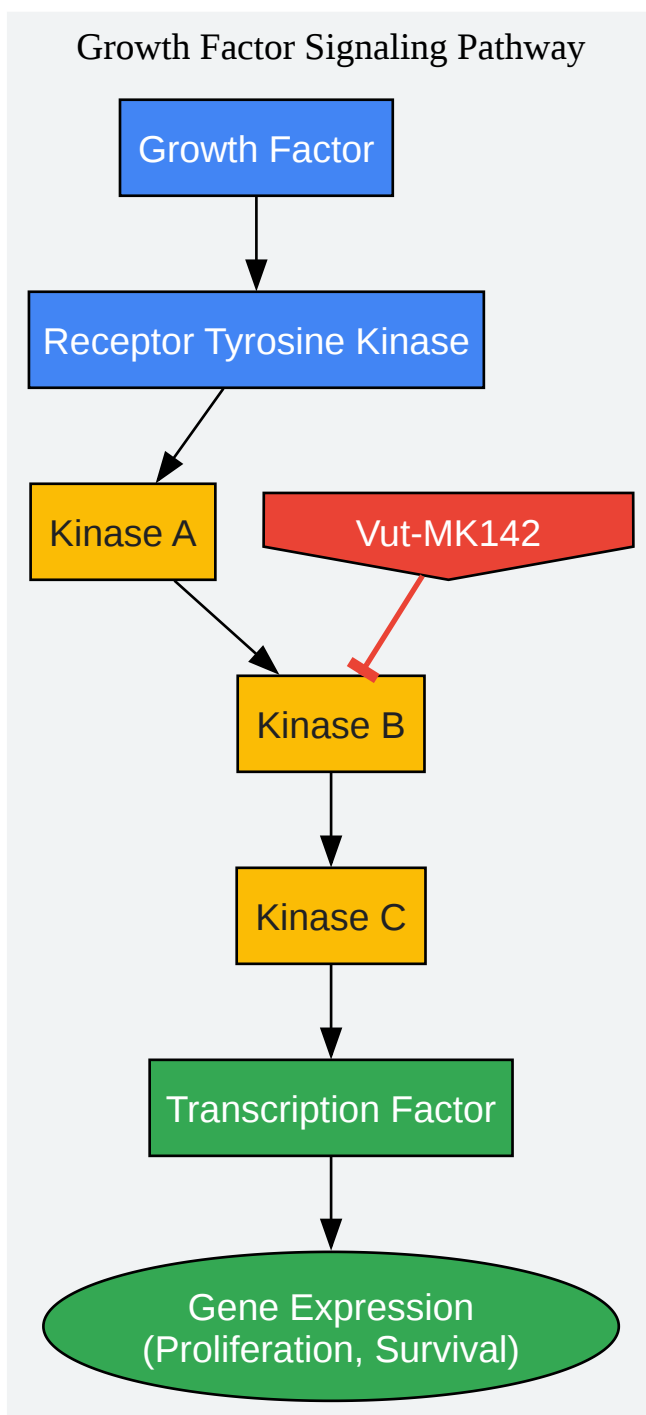 Growth Factor Signaling Pathway
Growth Factor
Receptor Tyrosine Kinase
Kinase A
Vut-MK142
Kinase B
Kinase C
Transcription Factor
Gene Expression
(Proliferation, Survival)